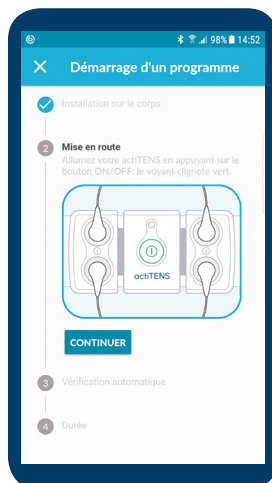 98% 14:52
Démarrage d'un programme
Installation sur le corps
2 Mise en route
Allumez votre actiTENS en appuyant sur le
bouton ON/OFF: le voyant clignote vert.
actiTENS
CONTINUER
3 Vérification automatique
4 Durée